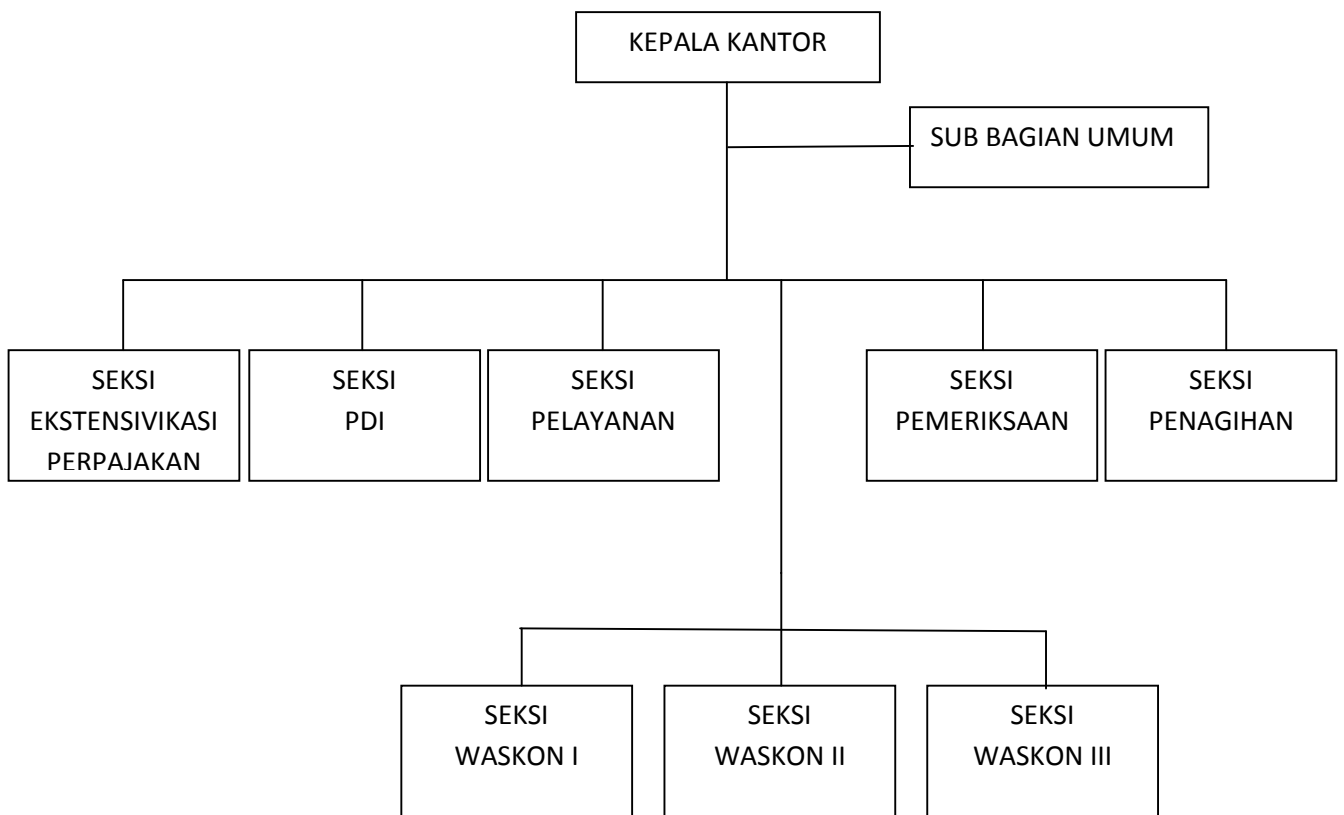 KEPALA KANTOR
SUB BAGIAN UMUM
SEKSI
EKSTENSIVIKASI
PERPAJAKAN
SEKSI
PDI
SEKSI
PELAYANAN
SEKSI
PEMERIKSAAN
SEKSI
PENAGIHAN
SEKSI
WASKON I
SEKSI
WASKON II
SEKSI
WASKON III